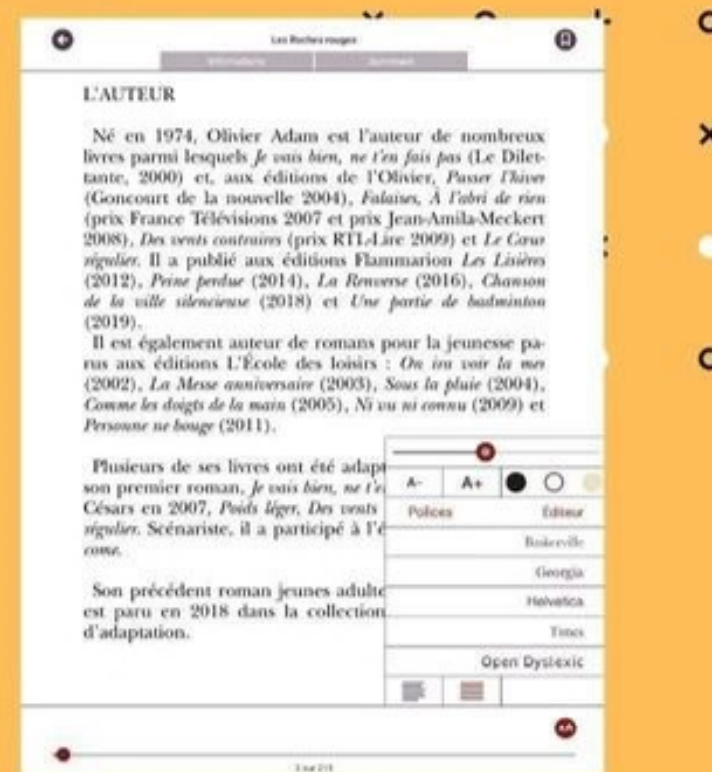 Les Roches rouges
Informations
Sommaire
L'AUTEUR
Né en 1974, Olivier Adam est l'auteur de nombreux
livres parmi lesquels Je vais bien, ne t'en fais pas (Le Dilet-
tante, 2000) et, aux éditions de l'Olivier, Passer l'hiver
(Goncourt de la nouvelle 2004), Falaises, À l'abri de rien
(prix France Télévisions 2007 et prix Jean-Amila-Meckert
2008), Des vents contraires (prix RTL-Lire 2009) et Le Cœur
régulier. Il a publié aux éditions Flammarion Les Lisières
(2012), Peine perdue (2014), La Renverse (2016), Chanson
de la ville silencieuse (2018) et Une partie de badminton
(2019).
Il est également auteur de romans pour la jeunesse pa-
rus aux éditions L'École des loisirs : On ira voir la mer
(2002), La Messe anniversaire (2003), Sous la pluie (2004),
Comme les doigts de la main (2005), Ni vu ni connu (2009) et
Personne ne bouge (2011).
Plusieurs de ses livres ont été adapt
son premier roman, Je vais bien, ne t'e
Césars en 2007, Poids léger, Des vents
régulier. Scénariste, il a participé à l'é
come.
Son précédent roman jeunes adulte
est paru en 2018 dans la collection
d'adaptation.
A- A+
Polices Éditeur
Baskerville
Georgia
Helvetica
Times
Open Dyslexic